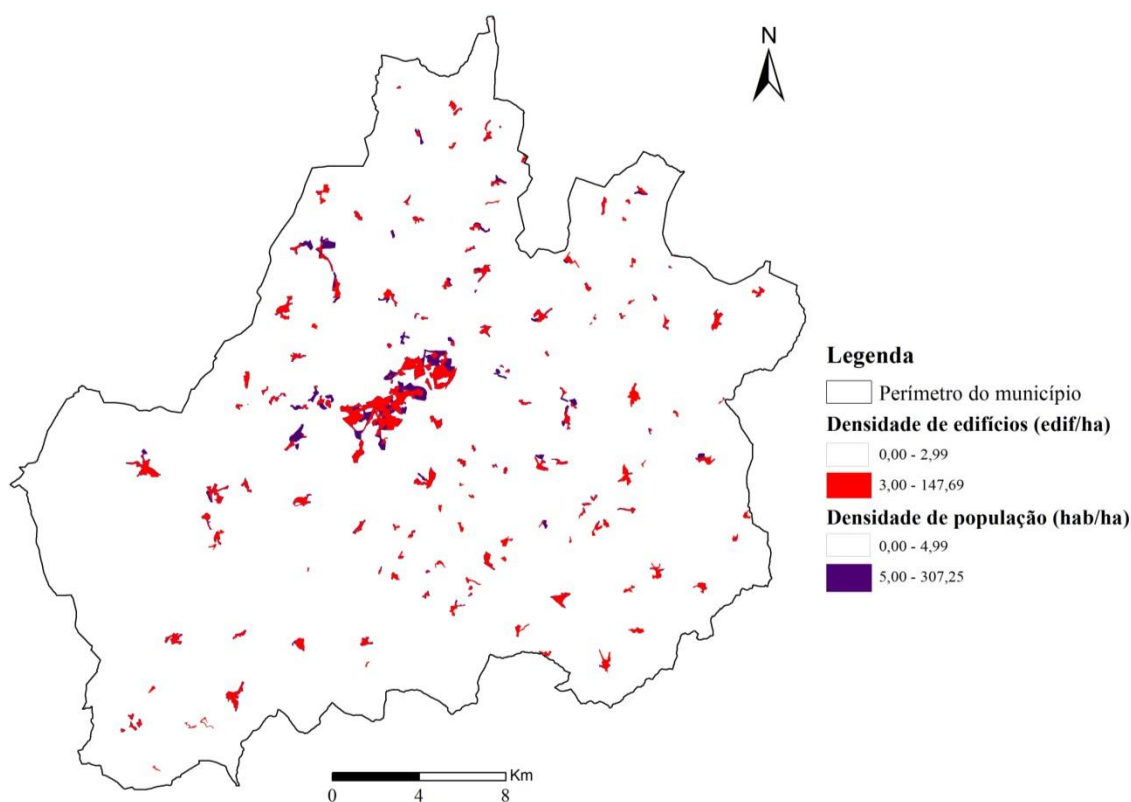 N
Legenda
Perímetro do município
Densidade de edifícios (edif/ha)
0,00 - 2,99
3,00 - 147,69
Densidade de população (hab/ha)
0,00 - 4,99
5,00 - 307,25
Km
0 4 8